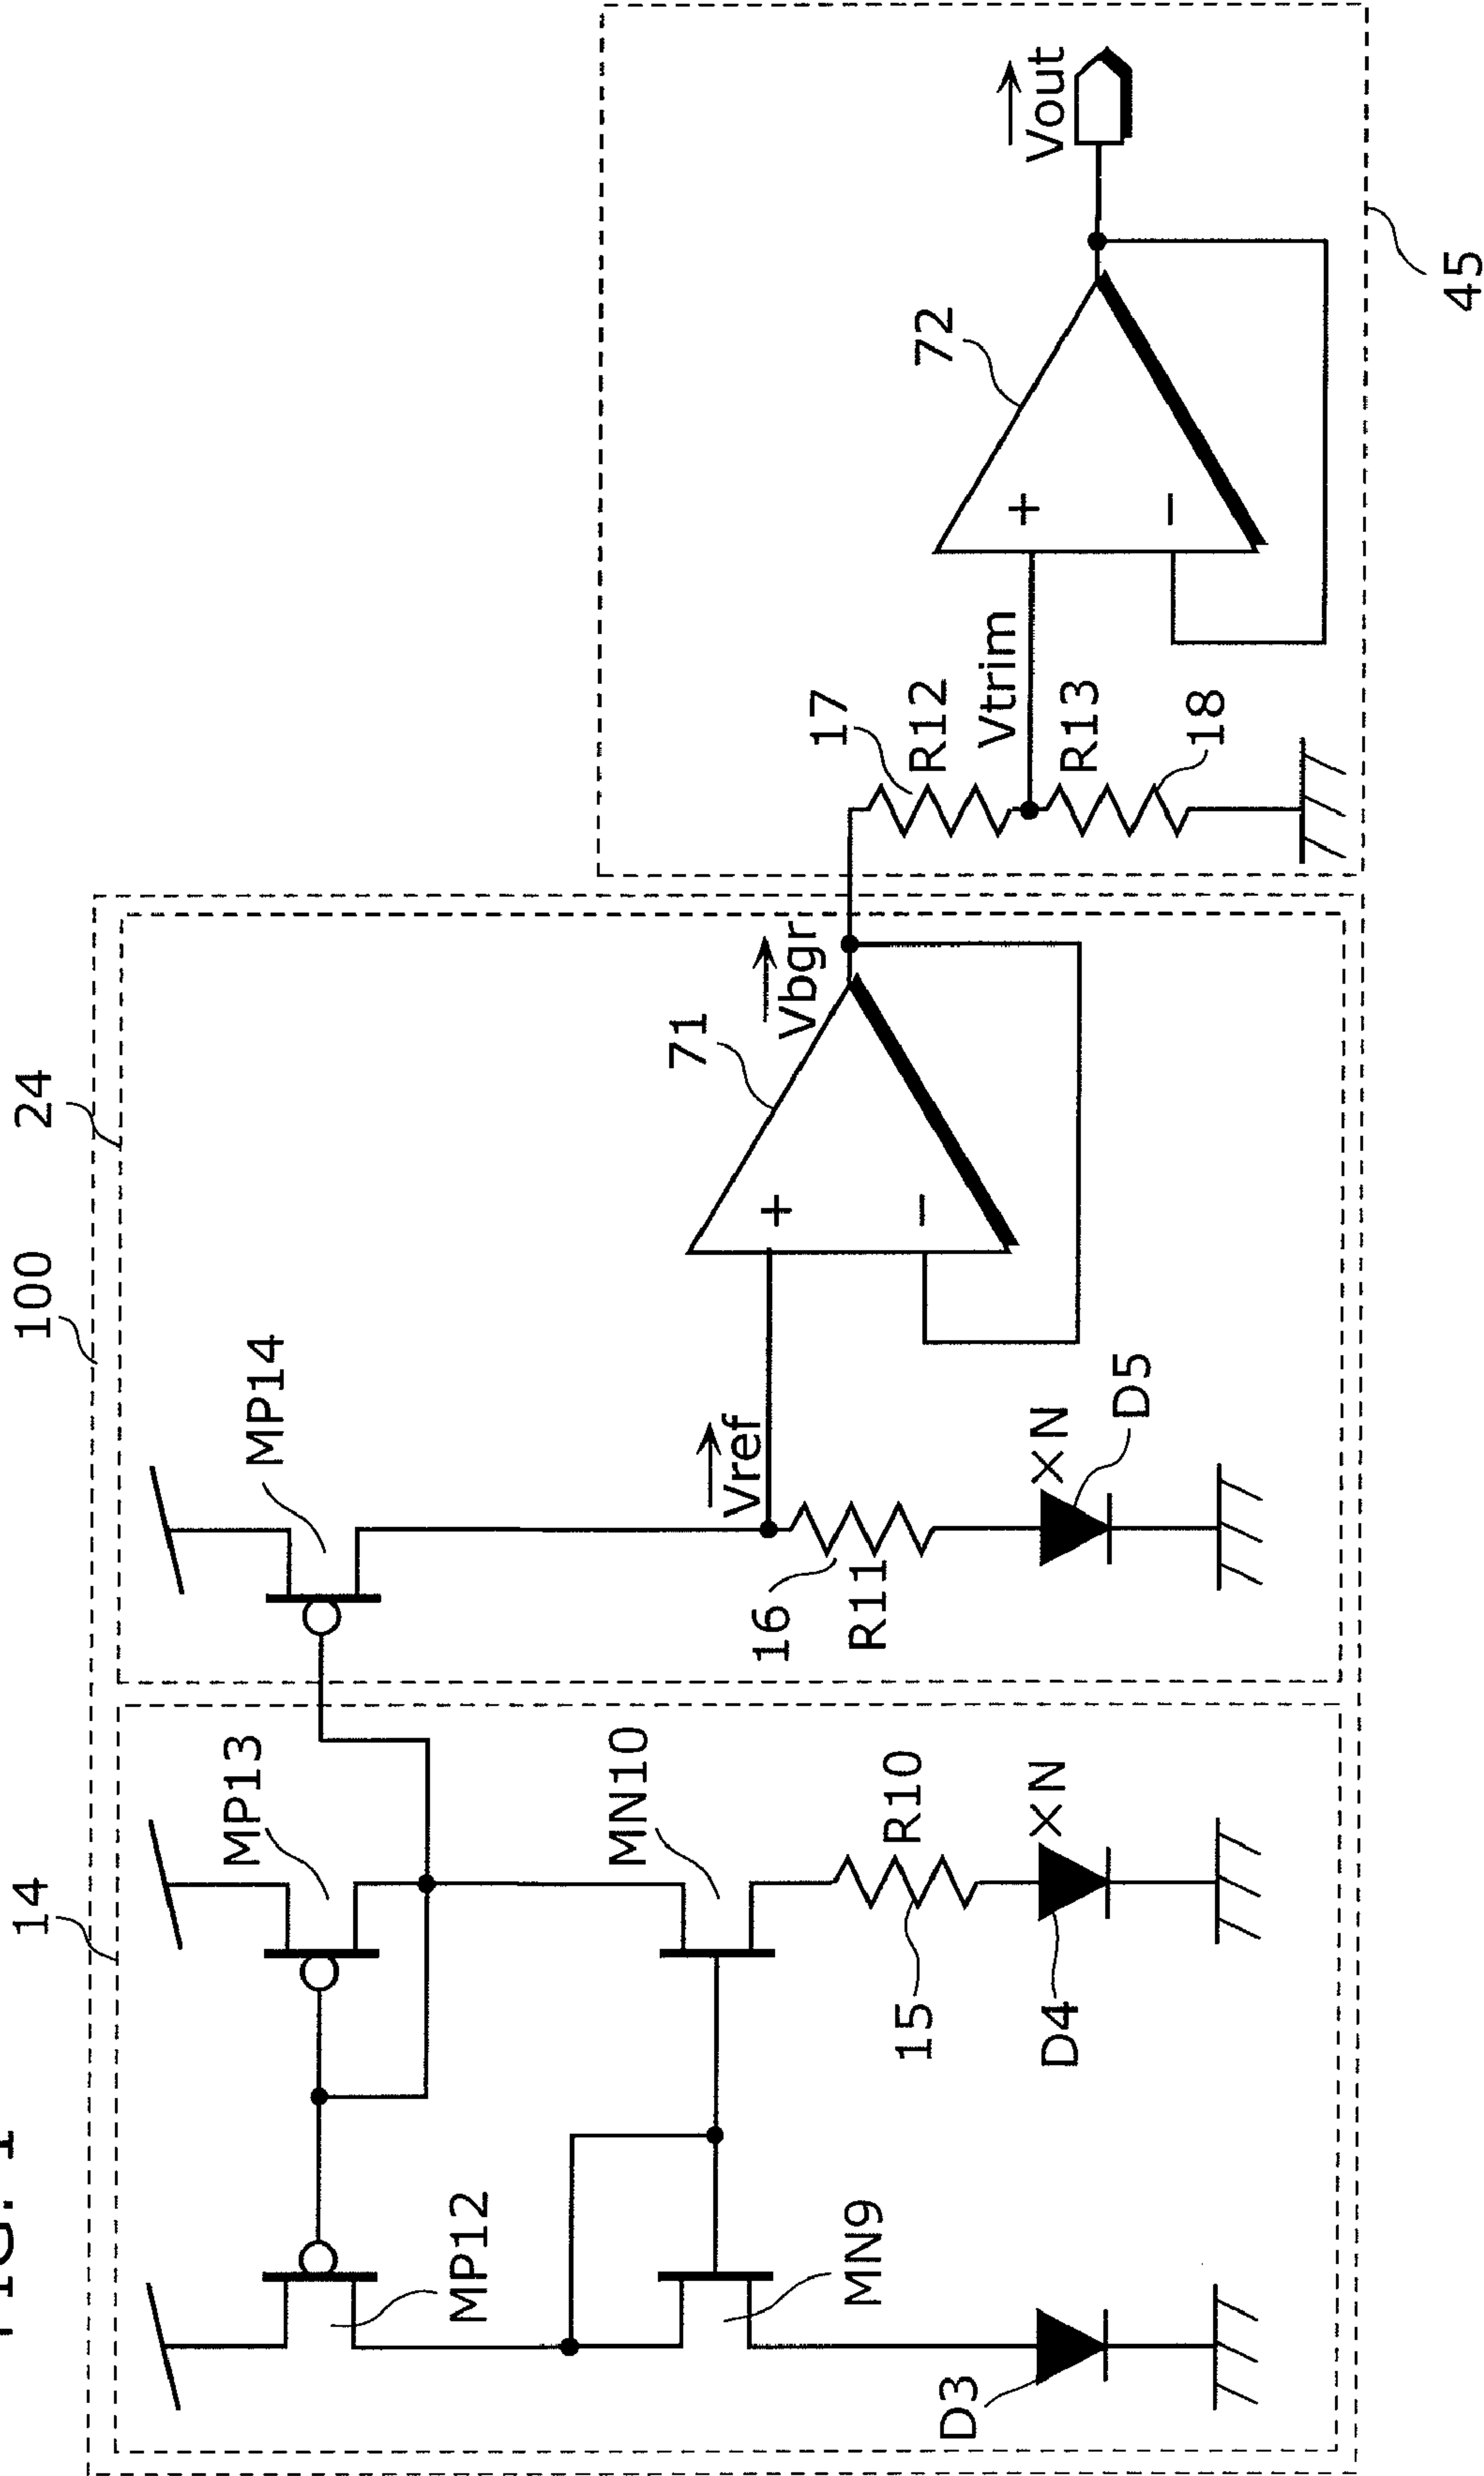 100
24
14
MP14
MP13
MP12
71
Vbgr
Vref
72
Vout
17
R12
Vtrim
R13
18
45
16
R11
×N
D5
MN10
R10
15
×N
D4
MN9
D3
+
−
+
−